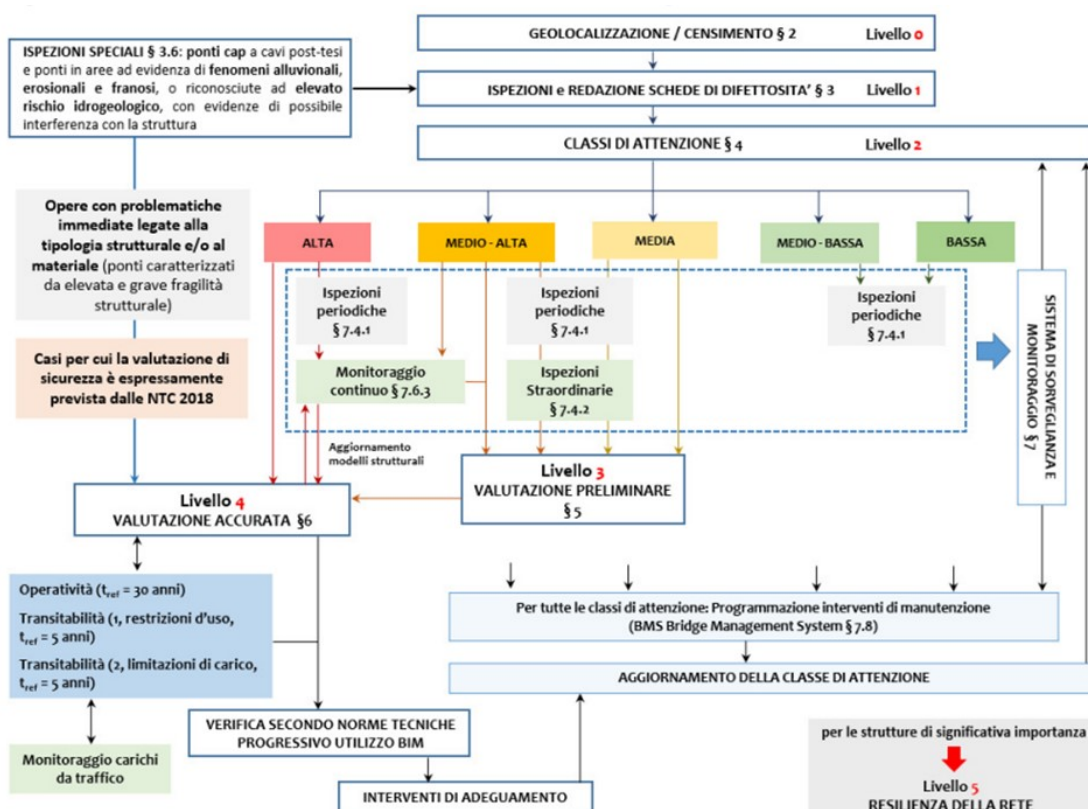 GEOLOCALIZZAZIONE / CENSIMENTO § 2 Livello 0
ISPEZIONI SPECIALI § 3.6: ponti cap a cavi post-tesi
e ponti in aree ad evidenza di fenomeni alluvionali,
erosionali e franosi, o riconosciute ad elevato
rischio idrogeologico, con evidenze di possibile
interferenza con la struttura
ISPEZIONI e REDAZIONE SCHEDE DI DIFETTOSITA' § 3 Livello 1
CLASSI DI ATTENZIONE § 4 Livello 2
Opere con problematiche
immediate legate alla
tipologia strutturale e/o al
materiale (ponti caratterizzati
da elevata e grave fragilità
strutturale)
Casi per cui la valutazione di
sicurezza è espressamente
prevista dalle NTC 2018
ALTA
MEDIO - ALTA
MEDIA
MEDIO - BASSA
BASSA
Ispezioni
periodiche
§ 7.4.1
Ispezioni
periodiche
§ 7.4.1
Ispezioni
periodiche
§ 7.4.1
Monitoraggio
continuo § 7.6.3
Ispezioni
Straordinarie
§ 7.4.2
SISTEMA DI SORVEGLIANZA E
MONITORAGGIO §7
Aggiornamento
modelli strutturali
Livello 3
VALUTAZIONE PRELIMINARE
§ 5
Livello 4
VALUTAZIONE ACCURATA §6
Operatività (tref = 30 anni)
Transitabilità (1, restrizioni d'uso,
tref = 5 anni)
Transitabilità (2, limitazioni di carico,
tref = 5 anni)
Monitoraggio carichi
da traffico
Per tutte le classi di attenzione: Programmazione interventi di manutenzione
(BMS Bridge Management System § 7.8)
AGGIORNAMENTO DELLA CLASSE DI ATTENZIONE
VERIFICA SECONDO NORME TECNICHE
PROGRESSIVO UTILIZZO BIM
INTERVENTI DI ADEGUAMENTO
per le strutture di significativa importanza
Livello 5
RESILIENZA DELLA RETE